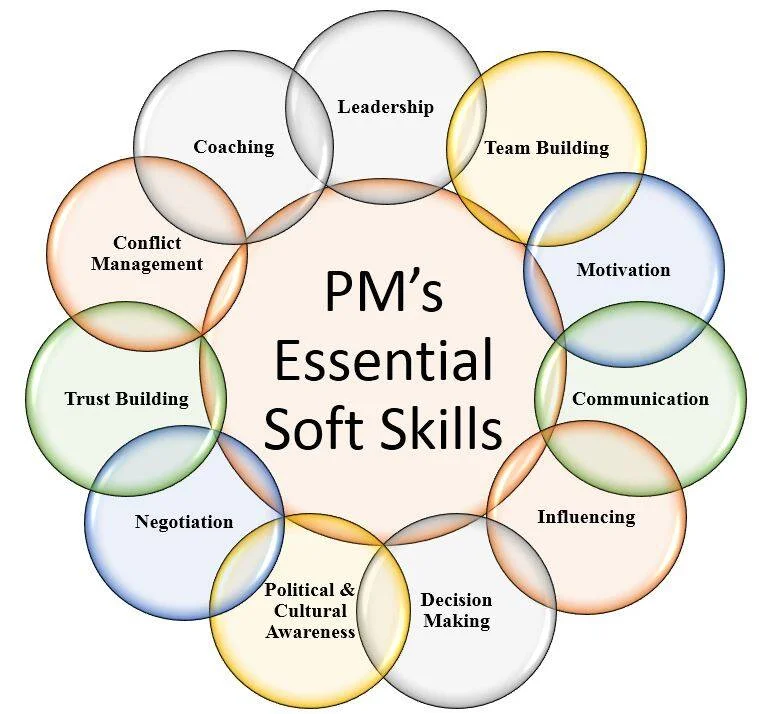 PM’s
Essential
Soft Skills
Leadership
Team Building
Motivation
Communication
Influencing
Decision
Making
Political &
Cultural
Awareness
Negotiation
Trust Building
Conflict
Management
Coaching